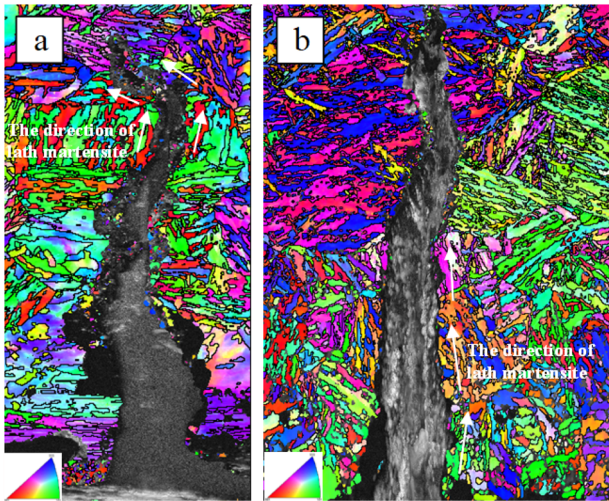 a
b
The direction of
lath martensite
The direction of
lath martensite